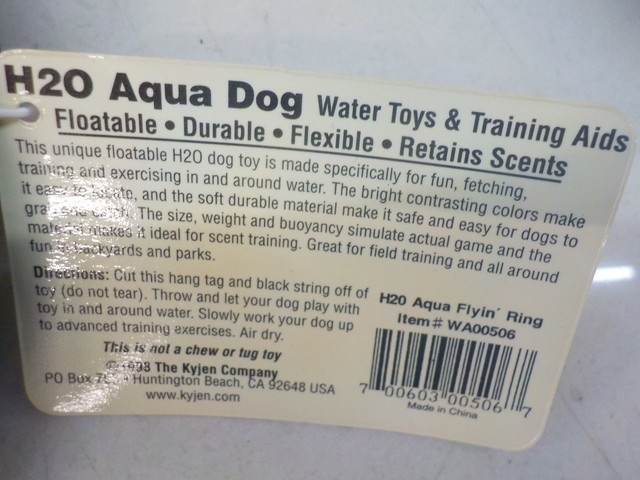 H2O Aqua Dog Water Toys & Training Aids
Floatable • Durable • Flexible • Retains Scents
This unique floatable H2O dog toy is made specifically for fun, fetching,
training and exercising in and around water. The bright contrasting colors make
it easy to locate, and the soft durable material make it safe and easy for dogs to
grab and catch. The size, weight and buoyancy simulate actual game and the
material makes it ideal for scent training. Great for field training and all around
fun backyards and parks.
Directions: Cut this hang tag and black string off of
toy (do not tear). Throw and let your dog play with
toy in and around water. Slowly work your dog up
to advanced training exercises. Air dry.
This is not a chew or tug toy
© 1998 The Kyjen Company
PO Box Huntington Beach, CA 92648 USA
www.kyjen.com
H20 Aqua Flyin' Ring
Item# WA00506
7 00603 00506 7
Made in China